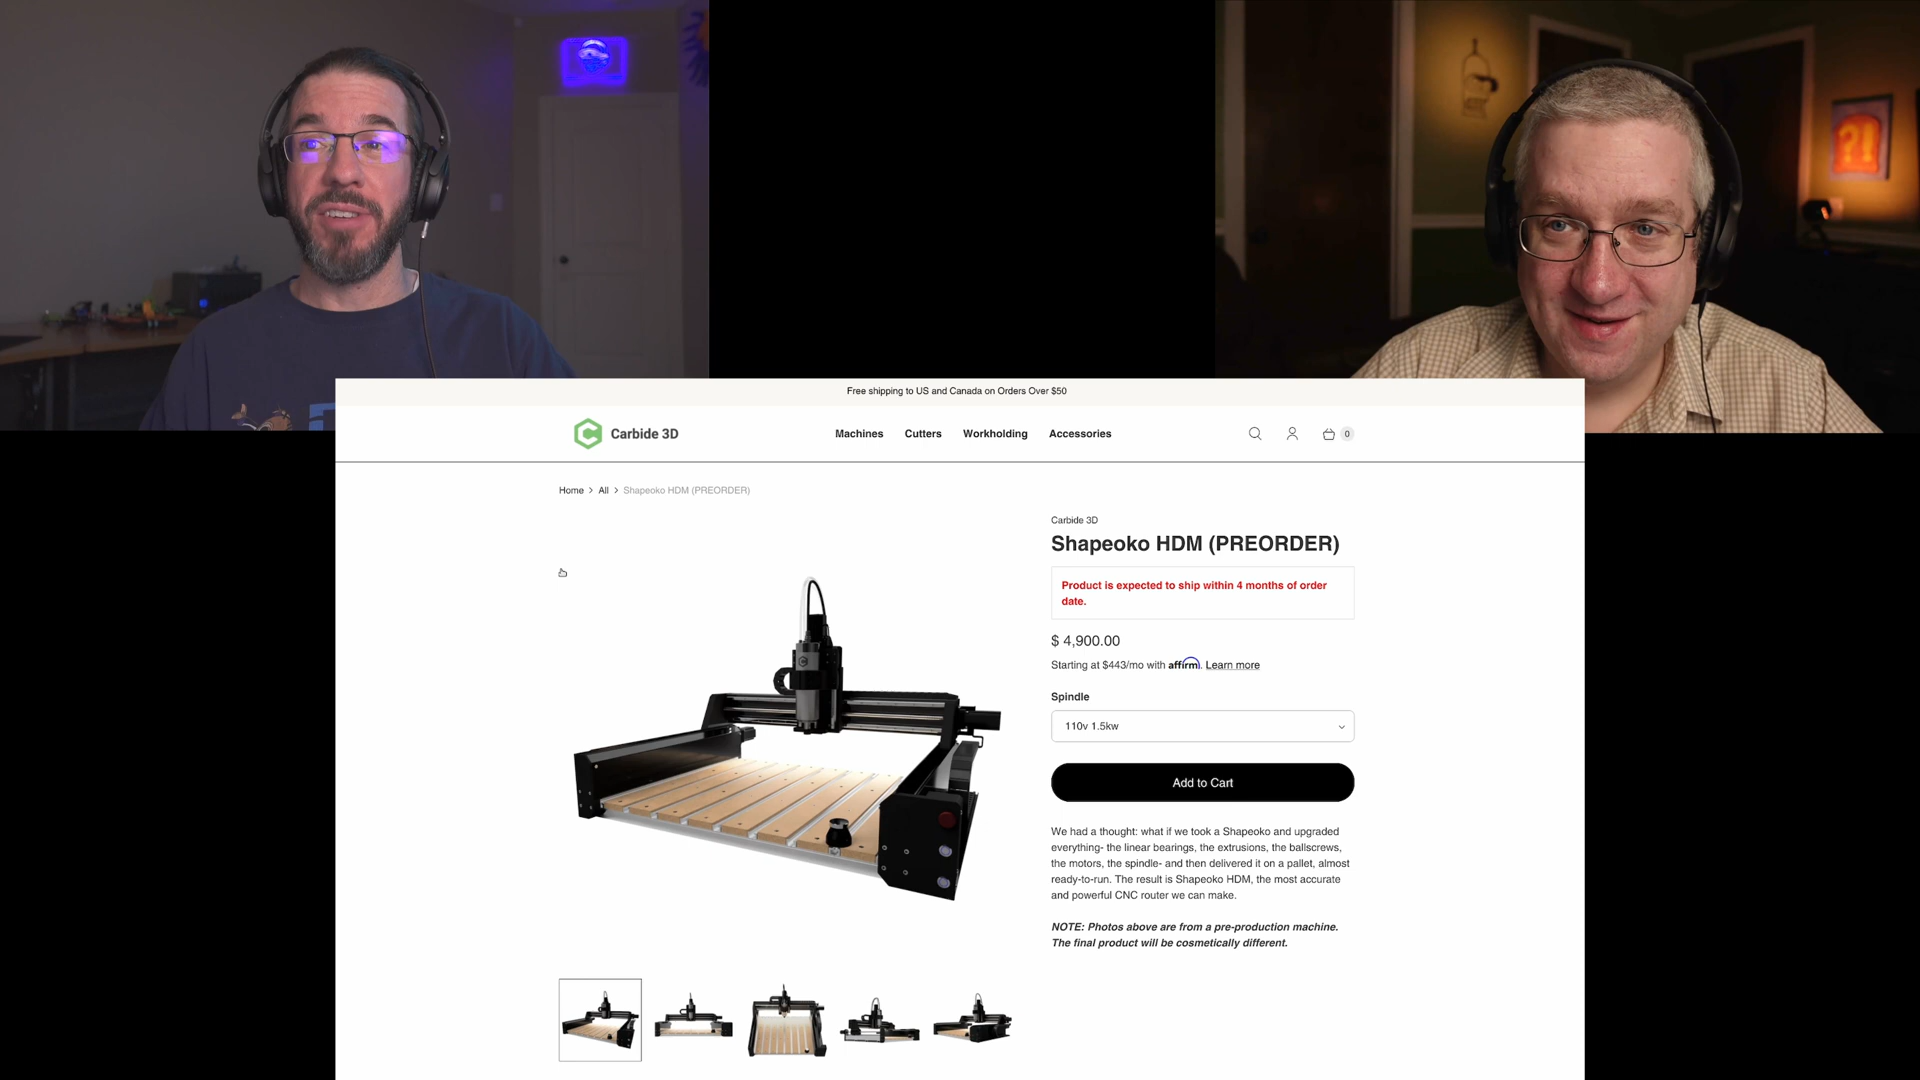 ?!
Free shipping to US and Canada on Orders Over $50
Carbide 3D
Machines Cutters Workholding Accessories 0
Home > All > Shapeoko HDM (PREORDER)
Carbide 3D
Shapeoko HDM (PREORDER)
Product is expected to ship within 4 months of order
date.
$ 4,900.00
Starting at $443/mo with affirm. Learn more
Spindle
110v 1.5kw
Add to Cart
We had a thought: what if we took a Shapeoko and upgraded
everything- the linear bearings, the extrusions, the ballscrews,
the motors, the spindle- and then delivered it on a pallet, almost
ready-to-run. The result is Shapeoko HDM, the most accurate
and powerful CNC router we can make.
NOTE: Photos above are from a pre-production machine.
The final product will be cosmetically different.